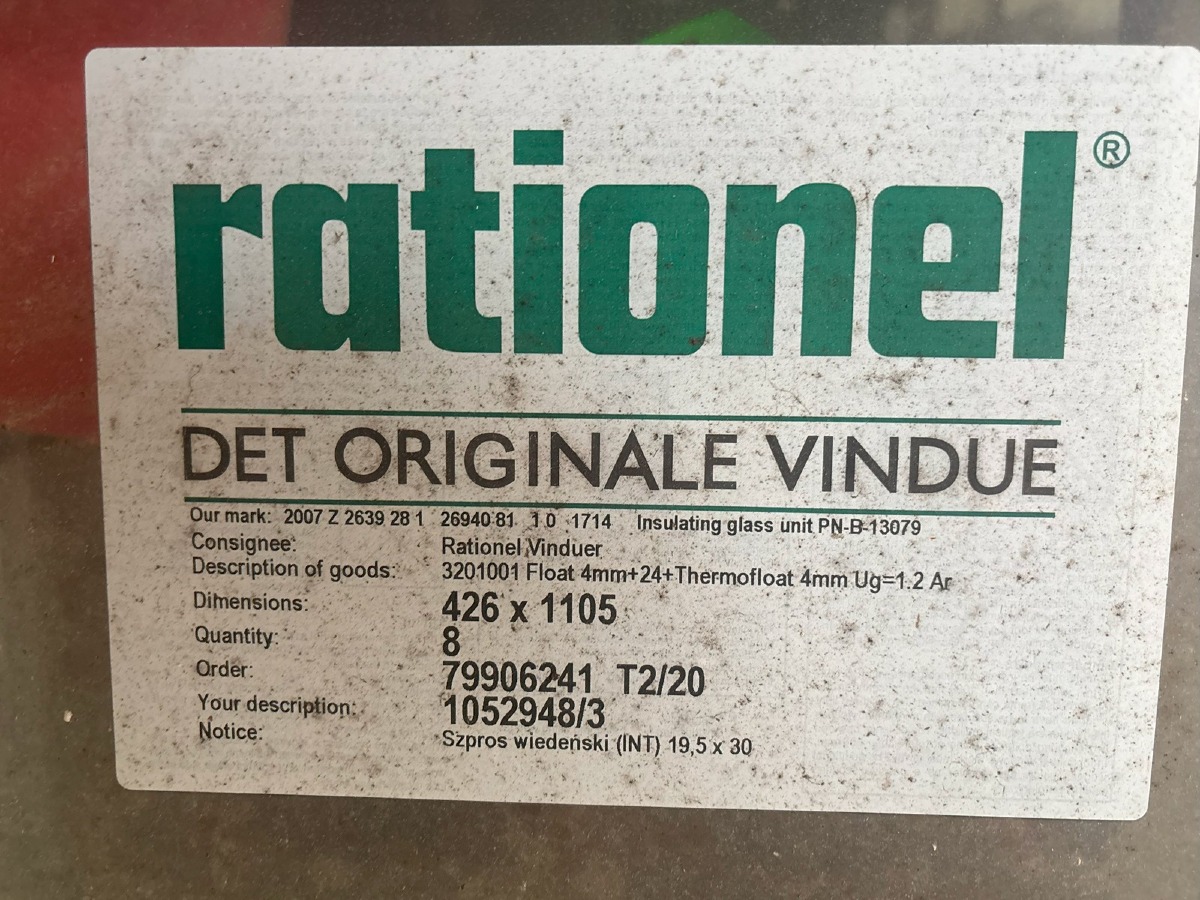 rationel®
DET ORIGINALE VINDUE
Our mark: 2007 Z 2639 28 1 26940 81 1 0 1714 Insulating glass unit PN-B-13079
Consignee: Rationel Vinduer
Description of goods: 3201001 Float 4mm+24+Thermofloat 4mm Ug=1.2 Ar
Dimensions: 426 x 1105
Quantity: 8
Order: 79906241 T2/20
Your description: 1052948/3
Notice: Szpros wiedeński (INT) 19,5 x 30